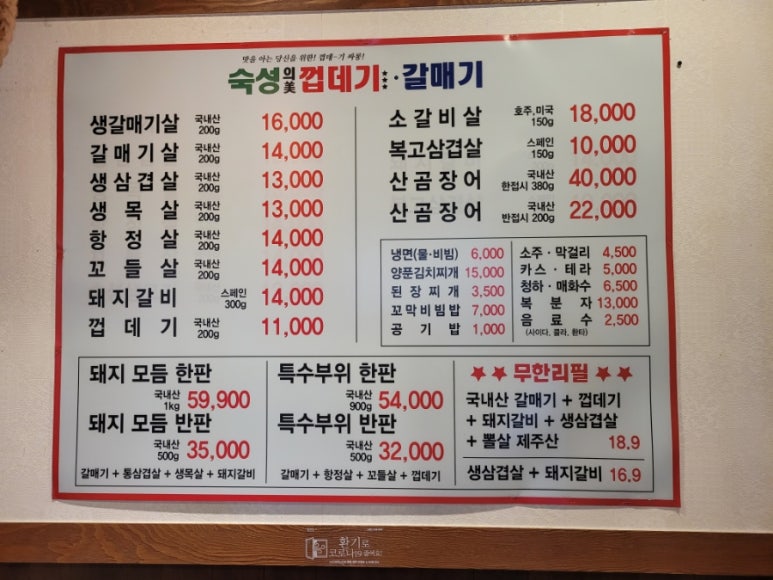 맛을 아는 당신을 위한! 껍데~기 짜몽!
숙성의美껍데기···갈매기
생갈매기살 국내산 200g 16,000
갈매기살 국내산 200g 14,000
생삼겹살 국내산 200g 13,000
생목살 국내산 200g 13,000
항정살 국내산 200g 14,000
꼬들살 국내산 200g 14,000
돼지갈비 스페인 300g 14,000
껍데기 국내산 200g 11,000
소갈비살 호주,미국 150g 18,000
복고삼겹살 스페인 150g 10,000
산곰장어 국내산 한접시 380g 40,000
산곰장어 국내산 반접시 200g 22,000
냉면(물·비빔) 6,000
양푼김치찌개 15,000
된장찌개 3,500
꼬막비빔밥 7,000
공기밥 1,000
소주·막걸리 4,500
카스·테라 5,000
청하·매화수 6,500
복분자 13,000
음료수 2,500
(사이다, 콜라, 환타)
돼지 모듬 한판
국내산 1kg 59,900
돼지 모듬 반판
국내산 500g 35,000
갈매기 + 통삼겹살 + 생목살 + 돼지갈비
특수부위 한판
국내산 900g 54,000
특수부위 반판
국내산 500g 32,000
갈매기 + 항정살 + 꼬들살 + 껍데기
★★무한리필★★
국내산 갈매기 + 껍데기
+ 돼지갈비 + 생삼겹살
+ 뽈살 제주산 18.9
생삼겹살 + 돼지갈비 16.9
환기로